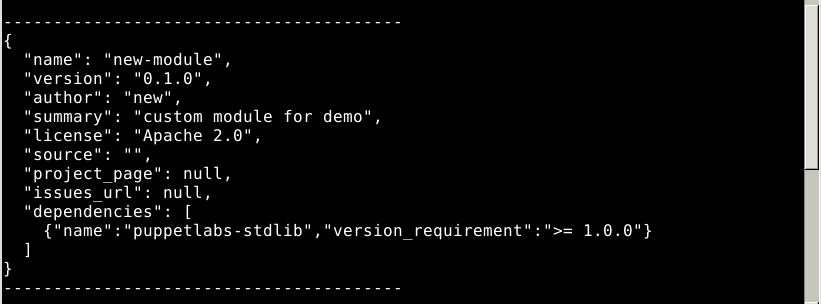 ----------------------------------------
{
  "name": "new-module",
  "version": "0.1.0",
  "author": "new",
  "summary": "custom module for demo",
  "license": "Apache 2.0",
  "source": "",
  "project_page": null,
  "issues_url": null,
  "dependencies": [
    {"name":"puppetlabs-stdlib","version_requirement":">= 1.0.0"}
  ]
}
----------------------------------------